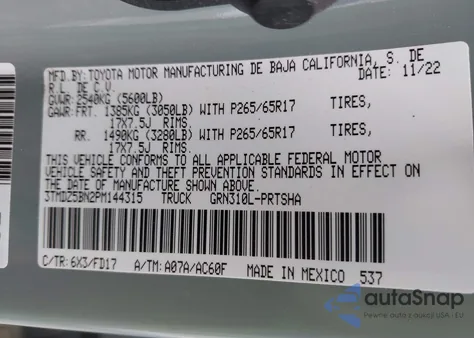 MFD.BY: TOYOTA MOTOR MANUFACTURING DE BAJA CALIFORNIA, S. DE
R.L. DE C.V. DATE: 11/22
GVWR: 2540KG (5600LB)
GAWR: FRT. 1385KG (3050LB) WITH P265/65R17 TIRES,
17X7.5J RIMS.
RR. 1490KG (3280LB) WITH P265/65R17 TIRES,
17X7.5J RIMS.
THIS VEHICLE CONFORMS TO ALL APPLICABLE FEDERAL MOTOR
VEHICLE SAFETY AND THEFT PREVENTION STANDARDS IN EFFECT ON
THE DATE OF MANUFACTURE SHOWN ABOVE.
3TMDZ5BN2PM144315 TRUCK GRN310L-PRTSHA
C/TR: 6X3/FD17 A/TM: A07A/AC60F MADE IN MEXICO 537
autaSnap